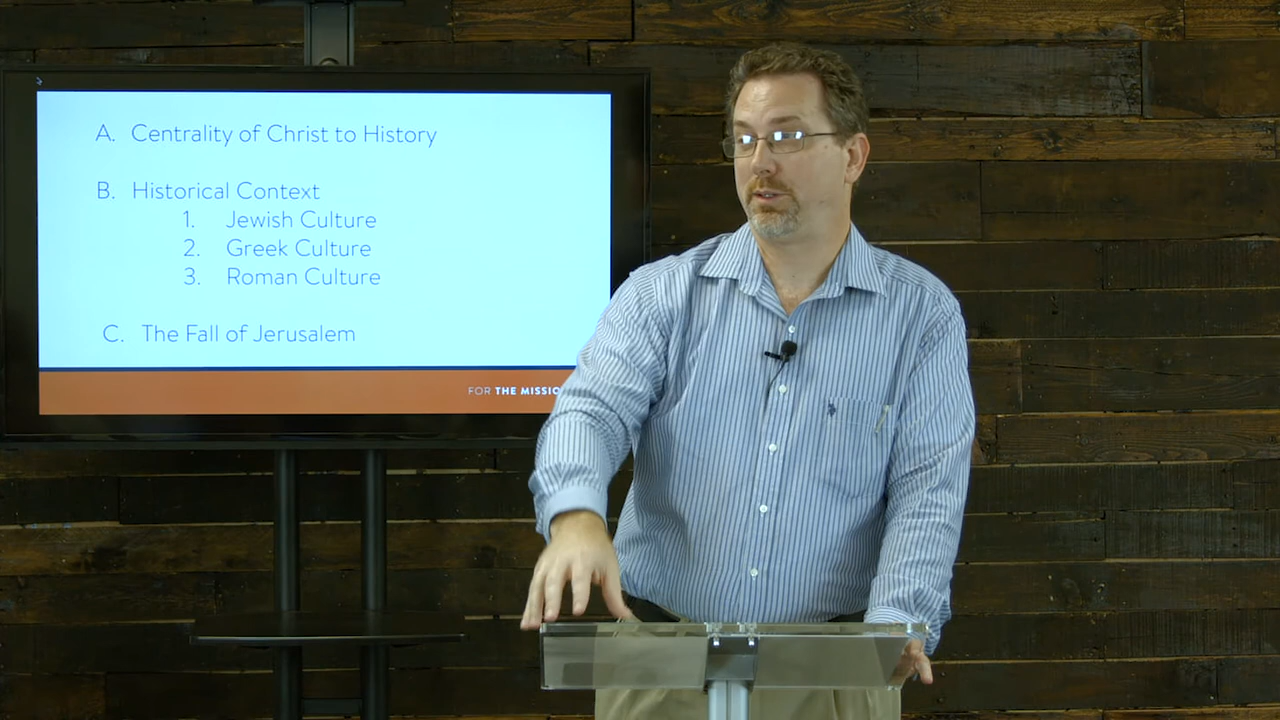 A. Centrality of Christ to History
B. Historical Context
1. Jewish Culture
2. Greek Culture
3. Roman Culture
C. The Fall of Jerusalem
FOR THE MISSIO